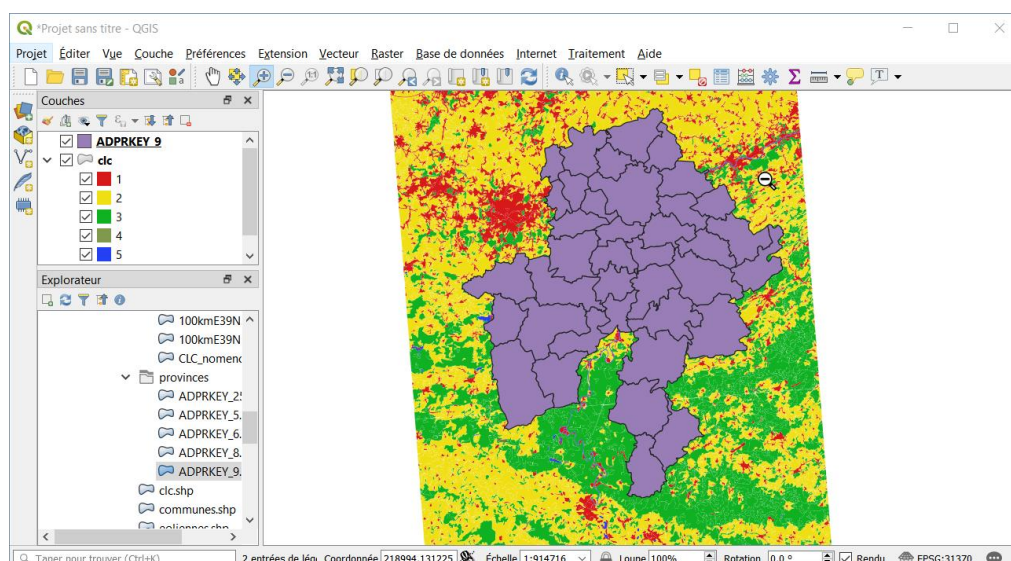 *Projet sans titre - QGIS
Projet Éditer Vue Couche Préférences Extension Vecteur Raster Base de données Internet Traitement Aide
Couches
ADPRKEY 9
clc
1
2
3
4
5
Explorateur
100kmE39N
100kmE39N
CLC_nomenc
provinces
ADPRKEY_2
ADPRKEY_5.
ADPRKEY_6.
ADPRKEY_8.
ADPRKEY_9.
clc.shp
communes.shp
eoliennes.shp
Taper pour trouver (Ctrl+K) 2 entrées de lég Coordonnée 218994,131225 Échelle 1:914716 Loupe 100% Rotation 0,0 ° Rendu EPSG:31370